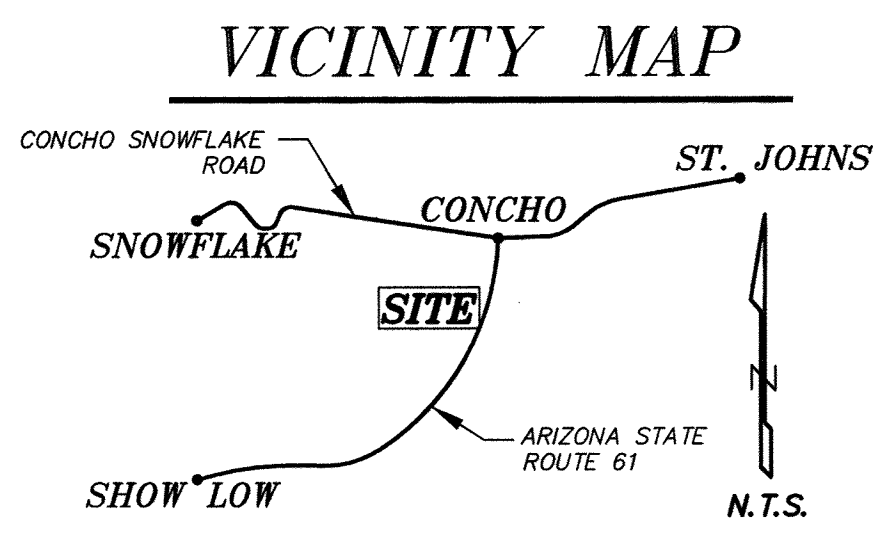 VICINITY MAP
CONCHO SNOWFLAKE
ROAD
ST. JOHNS
CONCHO
SNOWFLAKE
SITE
N
ARIZONA STATE
ROUTE 61
SHOW LOW
N.T.S.